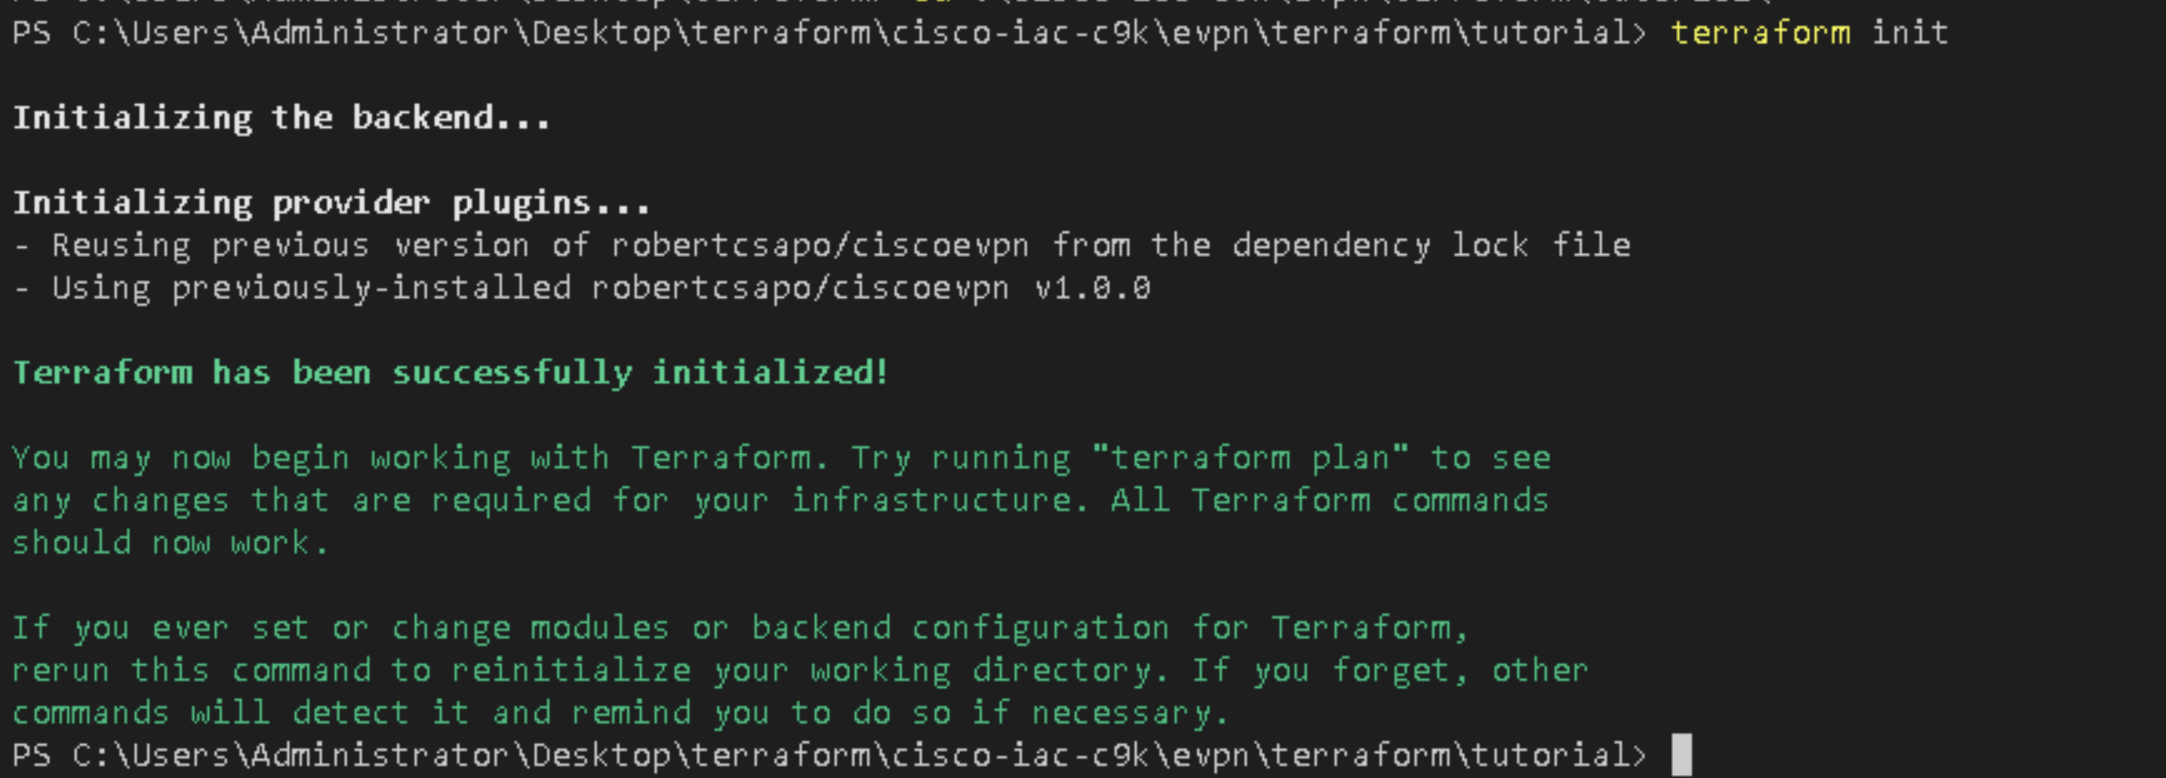 PS C:\Users\Administrator\Desktop\terraform\cisco-iac-c9k\evpn\terraform\tutorial> terraform init
Initializing the backend...
Initializing provider plugins...
- Reusing previous version of robertcsapo/ciscoevpn from the dependency lock file
- Using previously-installed robertcsapo/ciscoevpn v1.0.0
Terraform has been successfully initialized!
You may now begin working with Terraform. Try running "terraform plan" to see
any changes that are required for your infrastructure. All Terraform commands
should now work.
If you ever set or change modules or backend configuration for Terraform,
rerun this command to reinitialize your working directory. If you forget, other
commands will detect it and remind you to do so if necessary.
PS C:\Users\Administrator\Desktop\terraform\cisco-iac-c9k\evpn\terraform\tutorial>